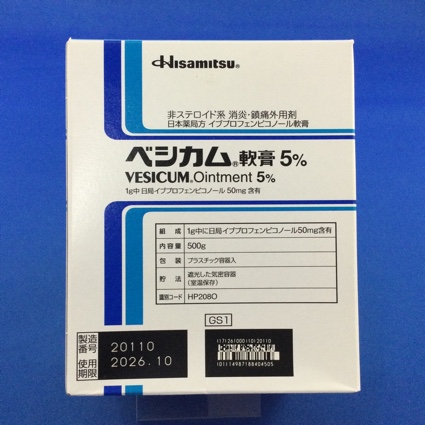 Hisamitsu®
非ステロイド系 消炎・鎮痛外用剤
日本薬局方 イブプロフェンピコノール軟膏
ベシカム®軟膏5%
VESICUM®Ointment 5%
1g中 日局イブプロフェンピコノール 50mg 含有
組成 1g中に日局イブプロフェンピコノール50mg含有
内容量 500g
包装 プラスチック容器入
貯法 遮光した気密容器
(室温保存)
識別コード HP208O
GS1
製造番号 20110
使用期限 2026.10
(17)261000(10)20110
(01)14987188404505